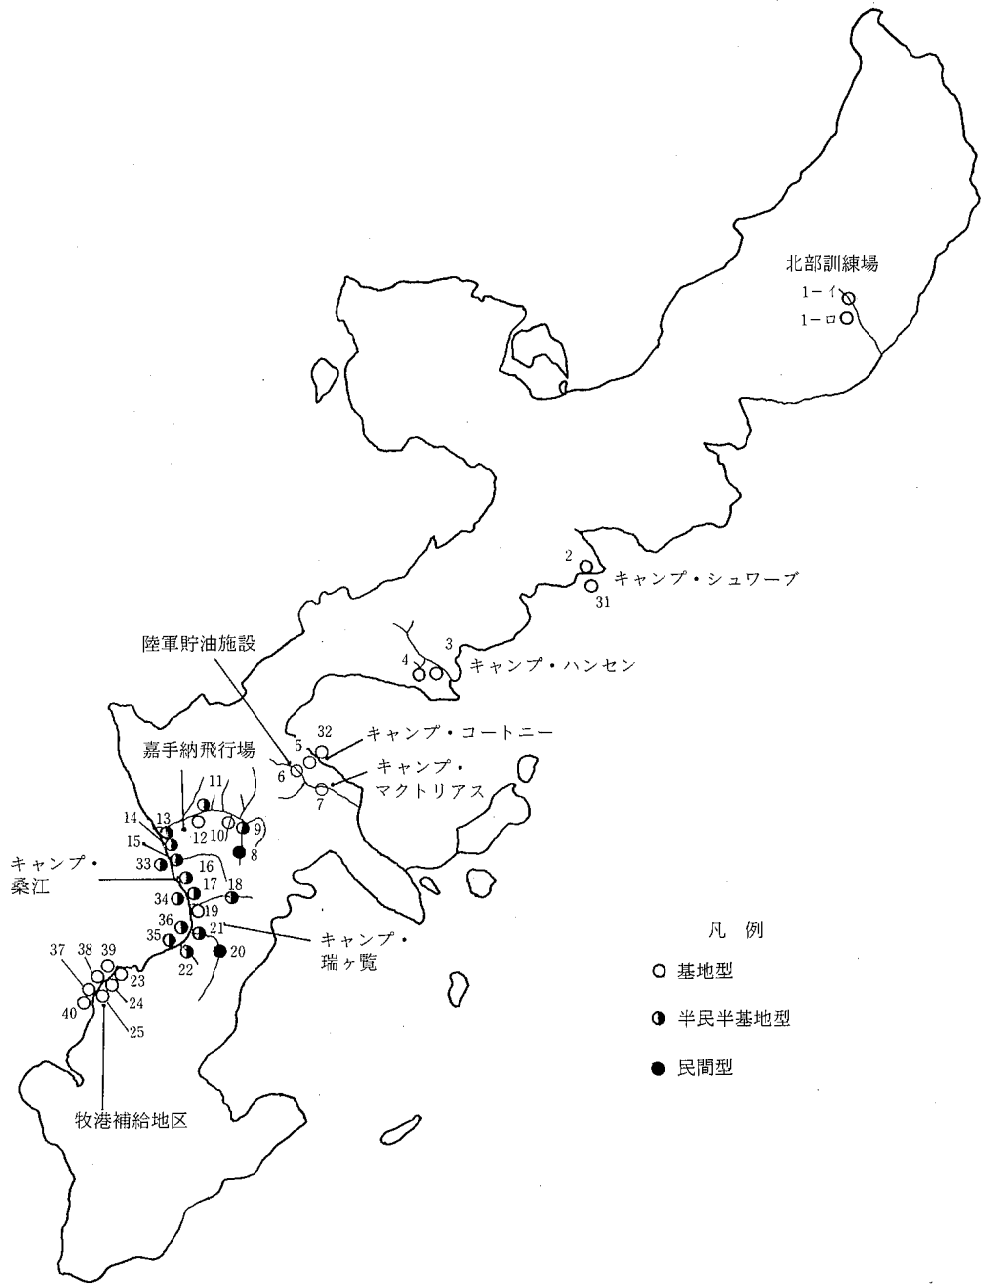 北部訓練場
1－イ
1－ロ
2
キャンプ・シュワーブ
31
3
4
キャンプ・ハンセン
陸軍貯油施設
32
キャンプ・コートニー
5
嘉手納飛行場
6
キャンプ・
マクトリアス
7
11
14
13
12
10
9
15
8
33
16
キャンプ・
桑江
17
18
34
19
36
21
35
22
20
キャンプ・
瑞ヶ覧
37
38
39
23
24
40
25
牧港補給地区
凡例
基地型
半民半基地型
民間型